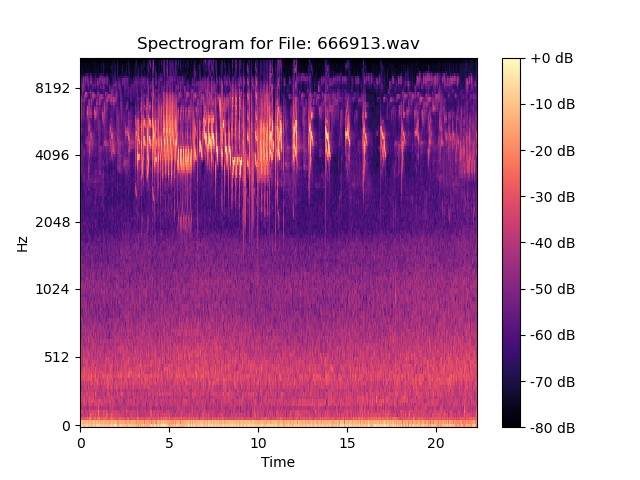 Spectrogram for File: 666913.wav
8192
4096
2048
1024
512
0
Hz
0 5 10 15 20
Time
+0 dB
-10 dB
-20 dB
-30 dB
-40 dB
-50 dB
-60 dB
-70 dB
-80 dB